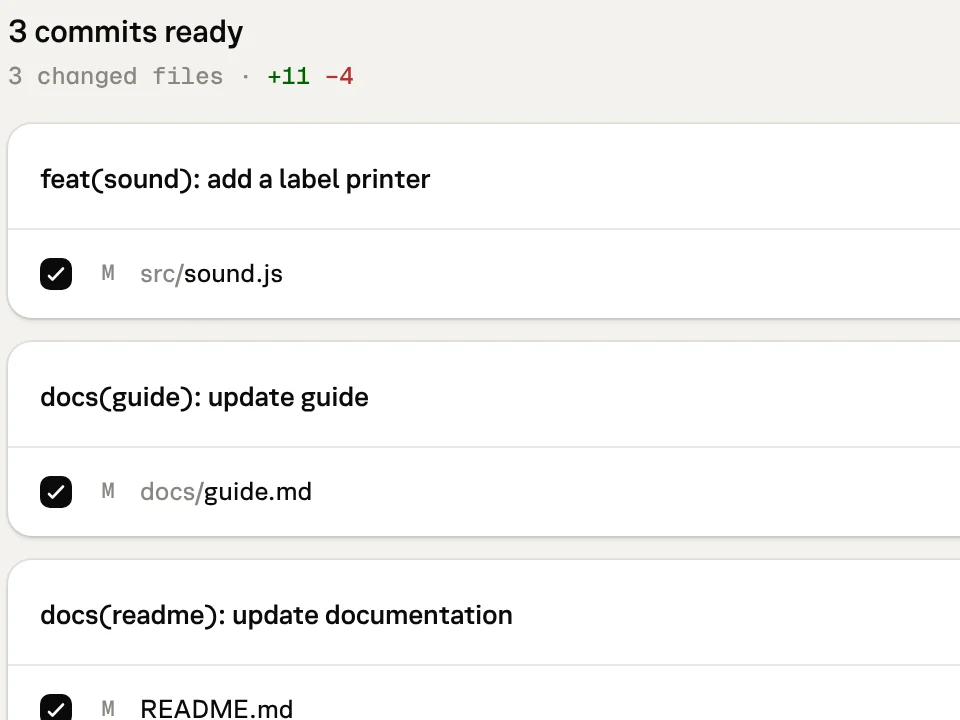 3 commits ready
3 changed files · +11 −4
feat(sound): add a label printer
M src/sound.js
docs(guide): update guide
M docs/guide.md
docs(readme): update documentation
M README.md